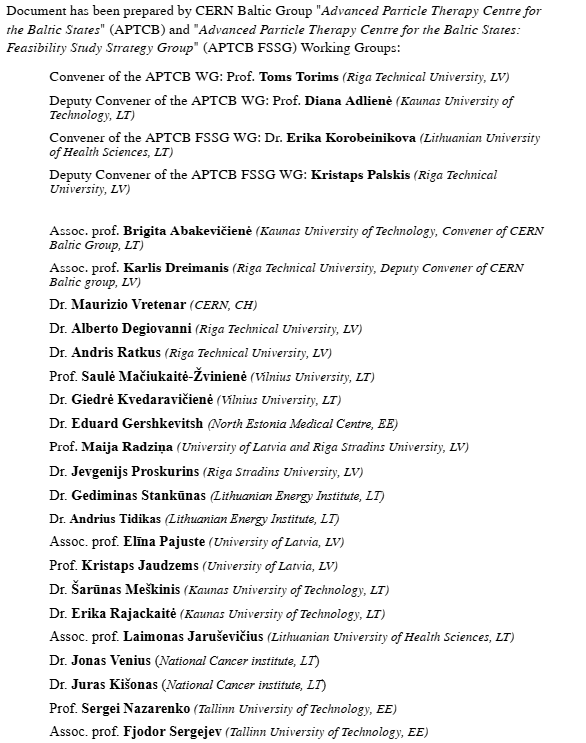 Document has been prepared by CERN Baltic Group "Advanced Particle Therapy Centre for
the Baltic States" (APTCB) and "Advanced Particle Therapy Centre for the Baltic States:
Feasibility Study Strategy Group" (APTCB FSSG) Working Groups:
Convener of the APTCB WG: Prof. Toms Torims (Riga Technical University, LV)
Deputy Convener of the APTCB WG: Prof. Diana Adlienė (Kaunas University of
Technology, LT)
Convener of the APTCB FSSG WG: Dr. Erika Korobeinikova (Lithuanian University
of Health Sciences, LT)
Deputy Convener of the APTCB FSSG WG: Kristaps Palskis (Riga Technical
University, LV)
Assoc. prof. Brigita Abakevičienė (Kaunas University of Technology, Convener of CERN
Baltic Group, LT)
Assoc. prof. Karlis Dreimanis (Riga Technical University, Deputy Convener of CERN
Baltic group, LV)
Dr. Maurizio Vretenar (CERN, CH)
Dr. Alberto Degiovanni (Riga Technical University, LV)
Dr. Andris Ratkus (Riga Technical University, LV)
Prof. Saulė Mačiukaitė-Žvinienė (Vilnius University, LT)
Dr. Giedrė Kvedaravičienė (Vilnius University, LT)
Dr. Eduard Gershkevitsh (North Estonia Medical Centre, EE)
Prof. Maija Radziņa (University of Latvia and Riga Stradins University, LV)
Dr. Jevgenijs Proskurins (Riga Stradins University, LV)
Dr. Gediminas Stankūnas (Lithuanian Energy Institute, LT)
Dr. Andrius Tidikas (Lithuanian Energy Institute, LT)
Assoc. prof. Elīna Pajuste (University of Latvia, LV)
Prof. Kristaps Jaudzems (University of Latvia, LV)
Dr. Šarūnas Meškinis (Kaunas University of Technology, LT)
Dr. Erika Rajackaitė (Kaunas University of Technology, LT)
Assoc. prof. Laimonas Jaruševičius (Lithuanian University of Health Sciences, LT)
Dr. Jonas Venius (National Cancer institute, LT)
Dr. Juras Kišonas (National Cancer institute, LT)
Prof. Sergei Nazarenko (Tallinn University of Technology, EE)
Assoc. prof. Fjodor Sergejev (Tallinn University of Technology, EE)